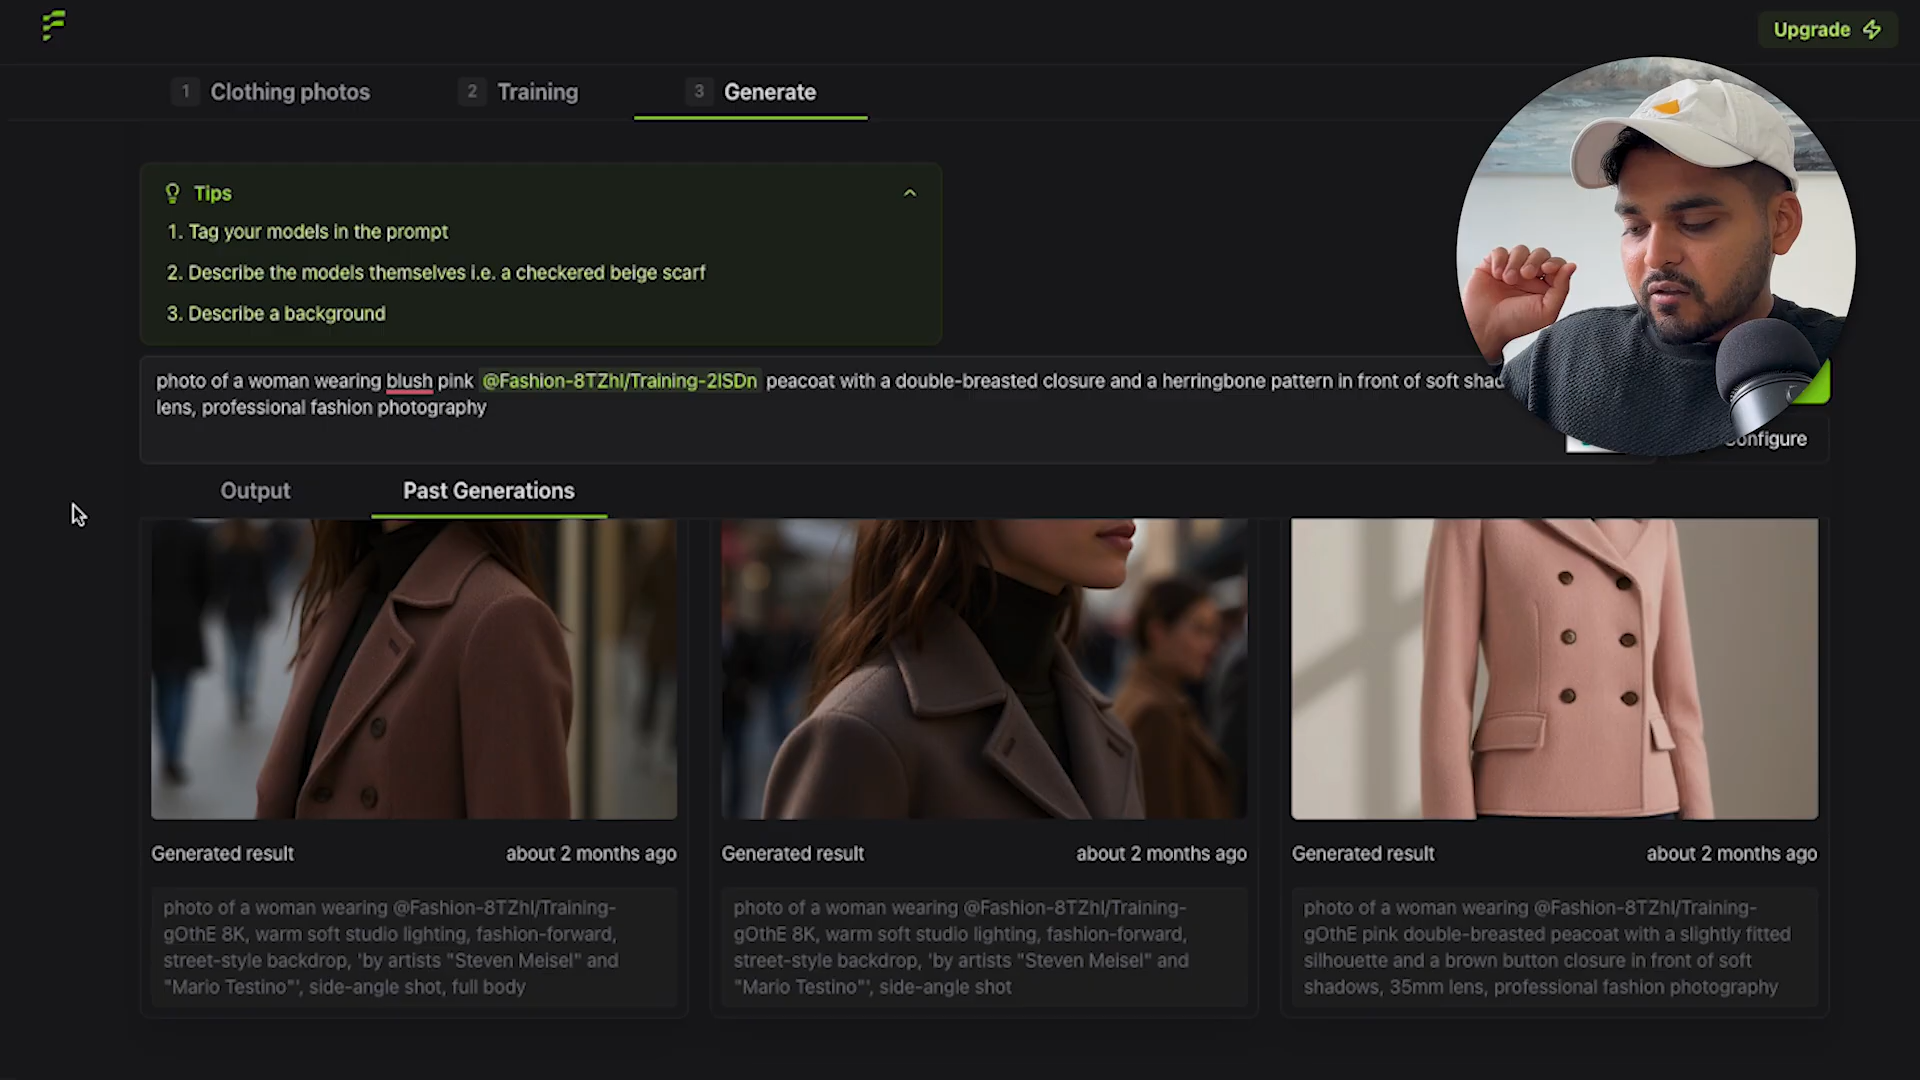 Upgrade
1 Clothing photos
2 Training
3 Generate
Tips
1. Tag your models in the prompt
2. Describe the models themselves i.e. a checkered beige scarf
3. Describe a background
photo of a woman wearing blush pink @Fashion-8TZhI/Training-2ISDn peacoat with a double-breasted closure and a herringbone pattern in front of soft
lens, professional fashion photography
Configure
Output
Past Generations
Generated result
about 2 months ago
photo of a woman wearing @Fashion-8TZhI/Training-
gOthE 8K, warm soft studio lighting, fashion-forward,
street-style backdrop, 'by artists "Steven Meisel" and
"Mario Testino"', side-angle shot, full body
Generated result
about 2 months ago
photo of a woman wearing @Fashion-8TZhI/Training-
gOthE 8K, warm soft studio lighting, fashion-forward,
street-style backdrop, 'by artists "Steven Meisel" and
"Mario Testino"', side-angle shot
Generated result
about 2 months ago
photo of a woman wearing @Fashion-8TZhI/Training-
gOthE pink double-breasted peacoat with a slightly fitted
silhouette and a brown button closure in front of soft
shadows, 35mm lens, professional fashion photography